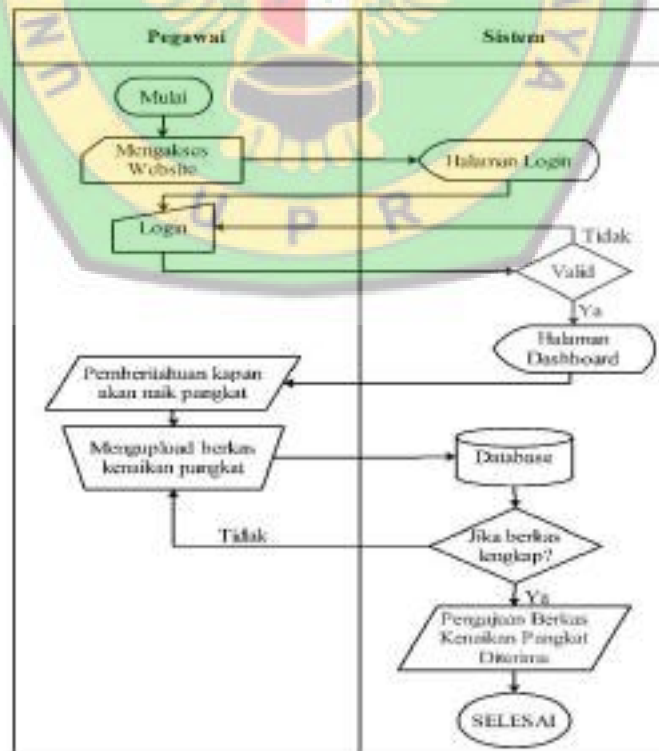 Pegawai
Sistem
Mulai
Mengakses
Website
Halaman Login
Login
Tidak
Valid
Ya
Halaman
Dashboard
Pemberitahuan kapan
akan naik pangkat
Mengupload berkas
kenaikan pangkat
Database
Tidak
Jika berkas
lengkap?
Ya
Pengajuan Berkas
Kenaikan Pangkat
Diterima
SELESAI
U P R